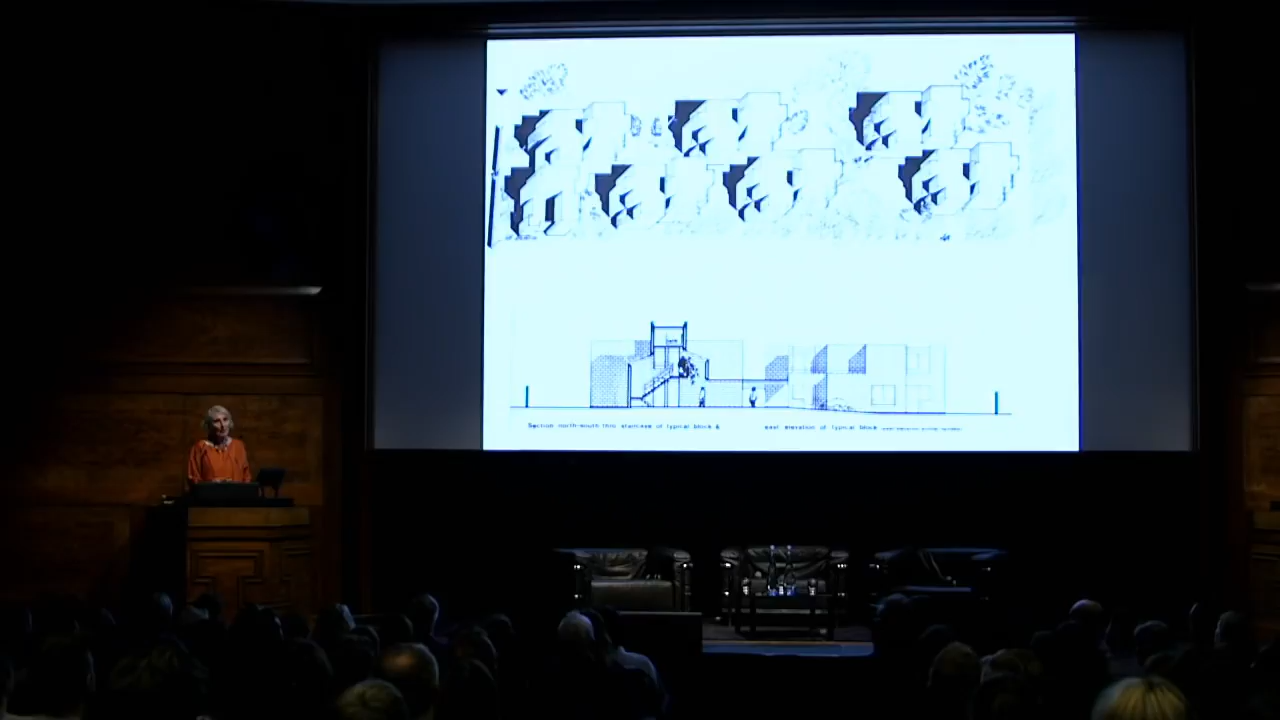 Section north-south thro staircase of typical block & east elevation of typical block